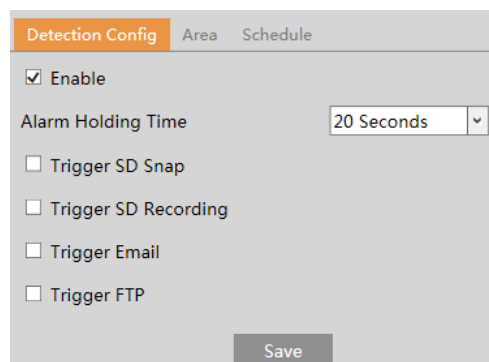 Detection Config Area Schedule
Enable
Alarm Holding Time 20 Seconds
Trigger SD Snap
Trigger SD Recording
Trigger Email
Trigger FTP
Save